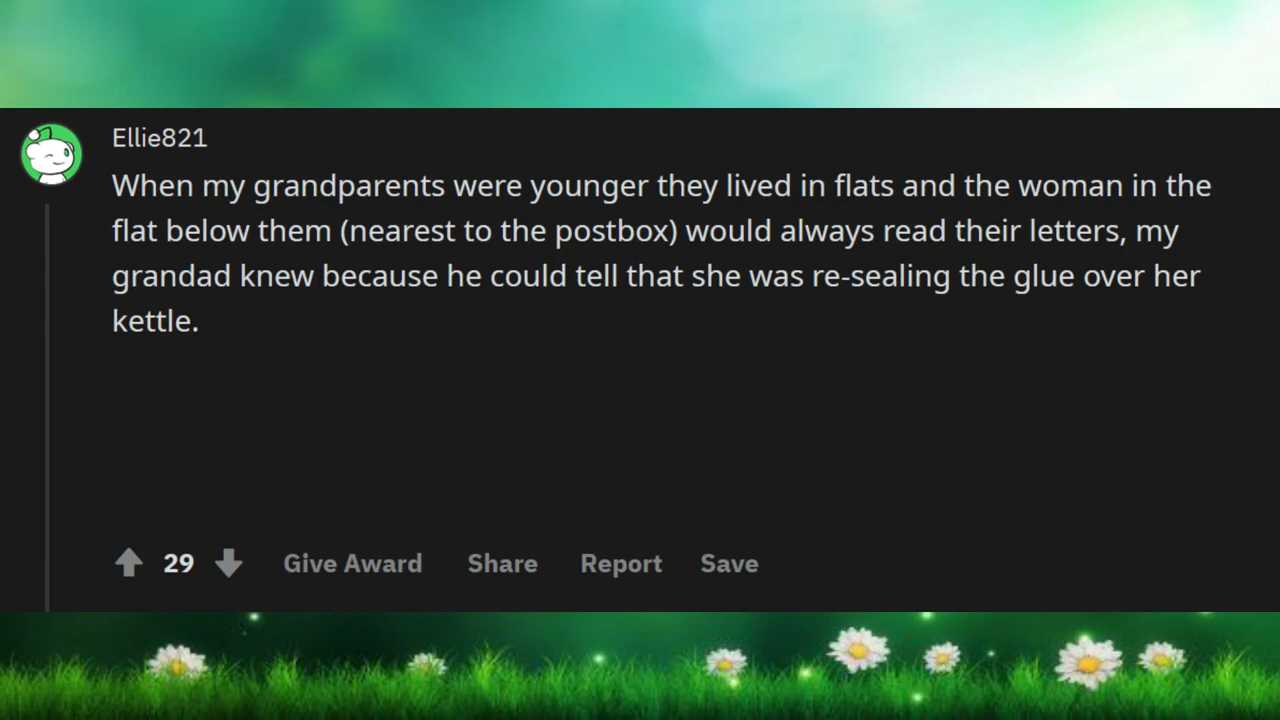 Ellie821
When my grandparents were younger they lived in flats and the woman in the
flat below them (nearest to the postbox) would always read their letters, my
grandad knew because he could tell that she was re-sealing the glue over her
kettle.
29 Give Award Share Report Save